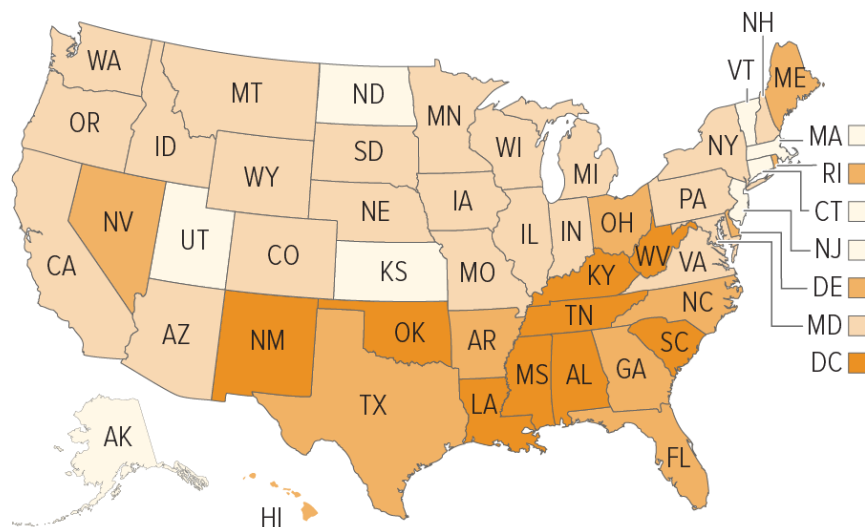 NH
VT
ME
WA
MT
ND
MN
MA
OR
ID
SD
WI
NY
RI
WY
MI
CT
IA
PA
NE
NV
OH
NJ
UT
IL
IN
CO
WV
CA
KS
MO
VA
KY
DE
NC
TN
MD
AZ
NM
OK
AR
SC
DC
MS
AL
GA
TX
LA
AK
FL
HI